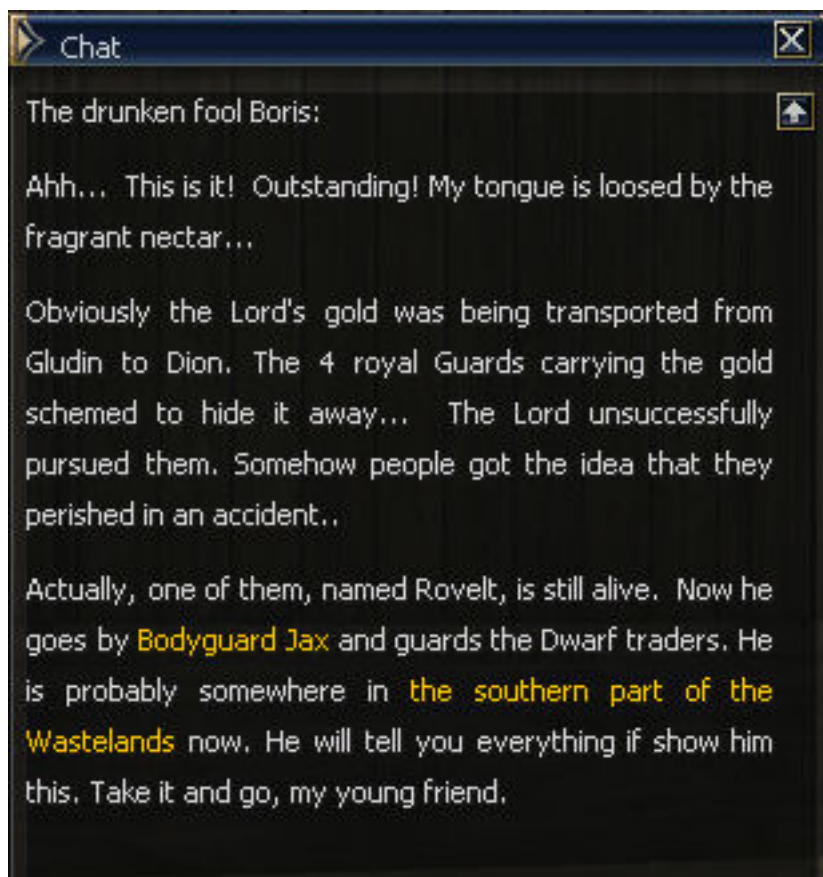 Chat
The drunken fool Boris:
Ahh... This is it! Outstanding! My tongue is loosed by the
fragrant nectar...
Obviously the Lord's gold was being transported from
Gludin to Dion. The 4 royal Guards carrying the gold
schemed to hide it away... The Lord unsuccessfully
pursued them. Somehow people got the idea that they
perished in an accident..
Actually, one of them, named Rovelt, is still alive. Now he
goes by Bodyguard Jax and guards the Dwarf traders. He
is probably somewhere in the southern part of the
Wastelands now. He will tell you everything if show him
this. Take it and go, my young friend.